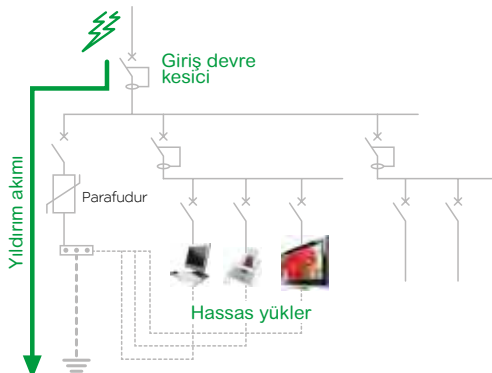 Giriş devre
kesici
Yıldırım akımı
Parafudur
Hassas yükler